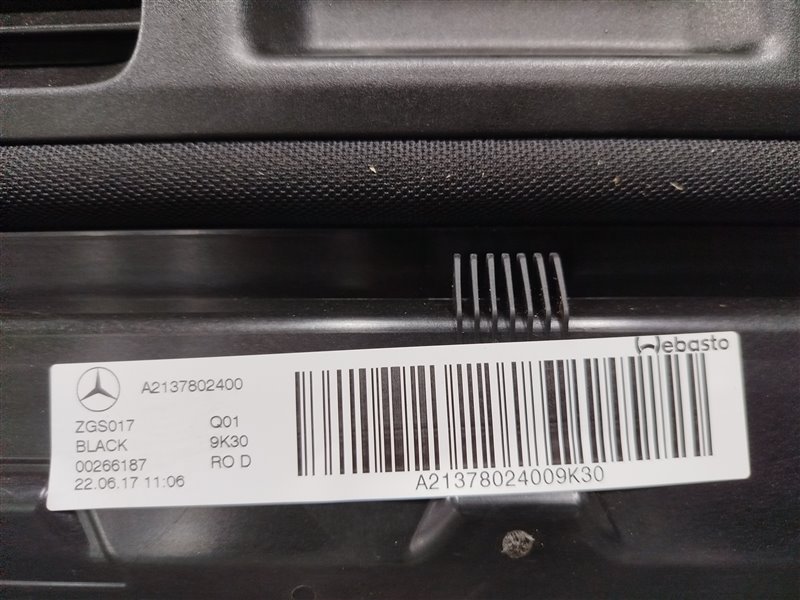 Webasto
A2137802400
ZGS017 Q01
BLACK 9K30
00266187 RO D
22.06.17 11:06
A21378024009K30